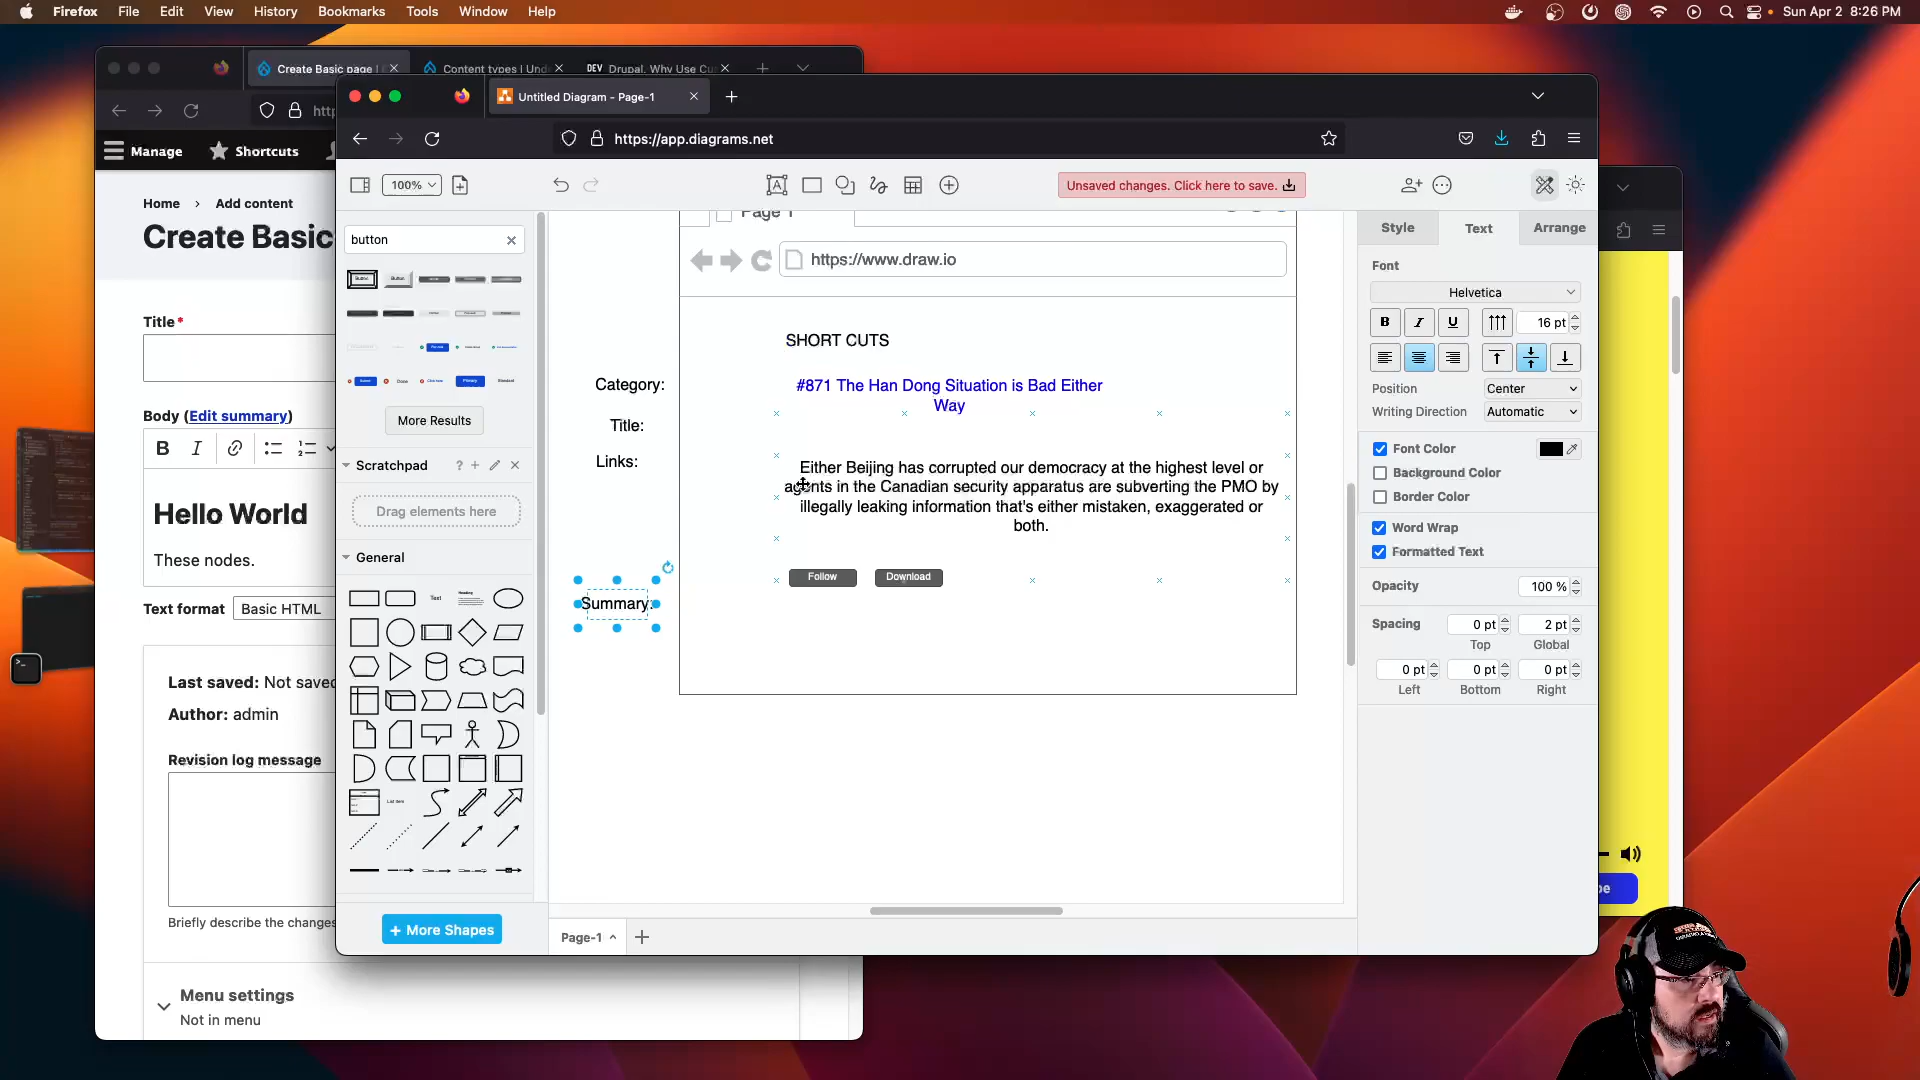 Firefox File Edit View History Bookmarks Tools Window Help
Sun Apr 2 8:26 PM
Create Basic page |
Content types |
DEV Drupal, Why Use
Untitled Diagram - Page-1
https://app.diagrams.net
Manage
Shortcuts
100%
Unsaved changes. Click here to save.
Home > Add content
Create Basic
Title*
Body (Edit summary)
B I
Hello World
These nodes.
Text format Basic HTML
Last saved: Not saved
Author: admin
Revision log message
Briefly describe the changes
Menu settings
Not in menu
button
More Results
Scratchpad
?
Drag elements here
General
Text
Heading
List Item
+ More Shapes
Page 1
https://www.draw.io
SHORT CUTS
Category:
#871 The Han Dong Situation is Bad Either
Way
Title:
Links:
Either Beijing has corrupted our democracy at the highest level or
agents in the Canadian security apparatus are subverting the PMO by
illegally leaking information that's either mistaken, exaggerated or
both.
Follow
Download
Summary:
Page-1
Style
Text
Arrange
Font
Helvetica
B I U
16 pt
Position Center
Writing Direction Automatic
Font Color
Background Color
Border Color
Word Wrap
Formatted Text
Opacity 100 %
Spacing 0 pt 2 pt
Top Global
0 pt 0 pt 0 pt
Left Bottom Right